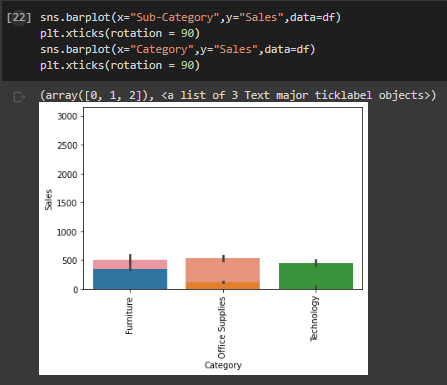 [22] sns.barplot(x="Sub-Category",y="Sales",data=df)
plt.xticks(rotation = 90)
sns.barplot(x="Category",y="Sales",data=df)
plt.xticks(rotation = 90)
(array([0, 1, 2]), <a list of 3 Text major ticklabel objects>)
3000
2500
2000
1500
1000
500
0
Sales
Furniture
Office Supplies
Technology
Category